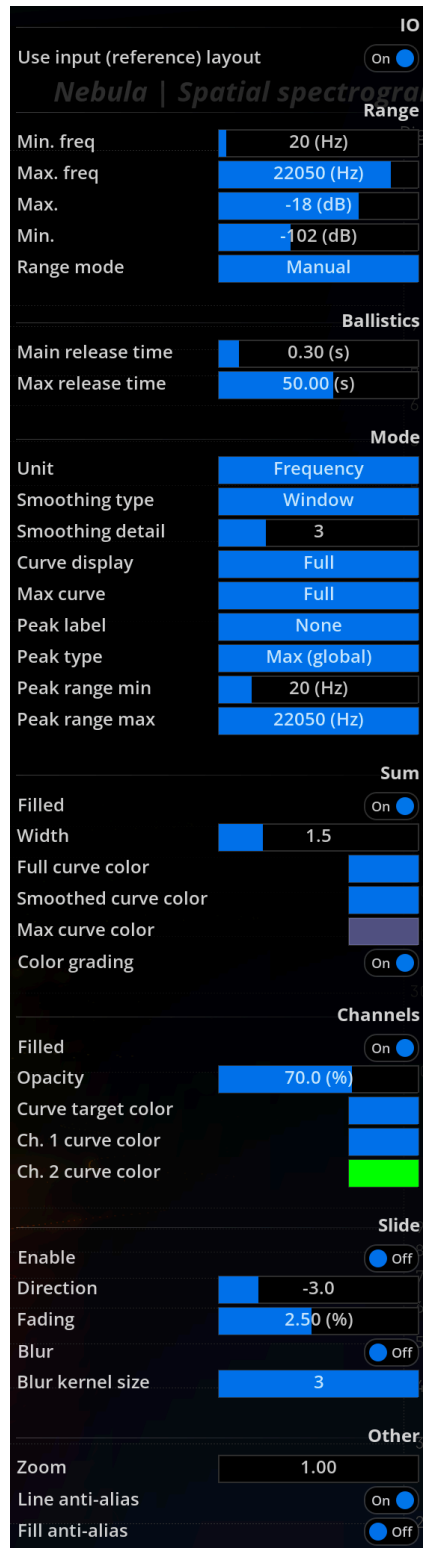 IO
Use input (reference) layout On
Nebula | Spatial spectrogra
Range
Min. freq 20 (Hz)
Max. freq 22050 (Hz)
Max. -18 (dB)
Min. -102 (dB)
Range mode Manual
Ballistics
Main release time 0.30 (s)
Max release time 50.00 (s)
Mode
Unit Frequency
Smoothing type Window
Smoothing detail 3
Curve display Full
Max curve Full
Peak label None
Peak type Max (global)
Peak range min 20 (Hz)
Peak range max 22050 (Hz)
Sum
Filled On
Width 1.5
Full curve color
Smoothed curve color
Max curve color
Color grading On
Channels
Filled On
Opacity 70.0 (%)
Curve target color
Ch. 1 curve color
Ch. 2 curve color
Slide
Enable Off
Direction -3.0
Fading 2.50 (%)
Blur Off
Blur kernel size 3
Other
Zoom 1.00
Line anti-alias On
Fill anti-alias Off